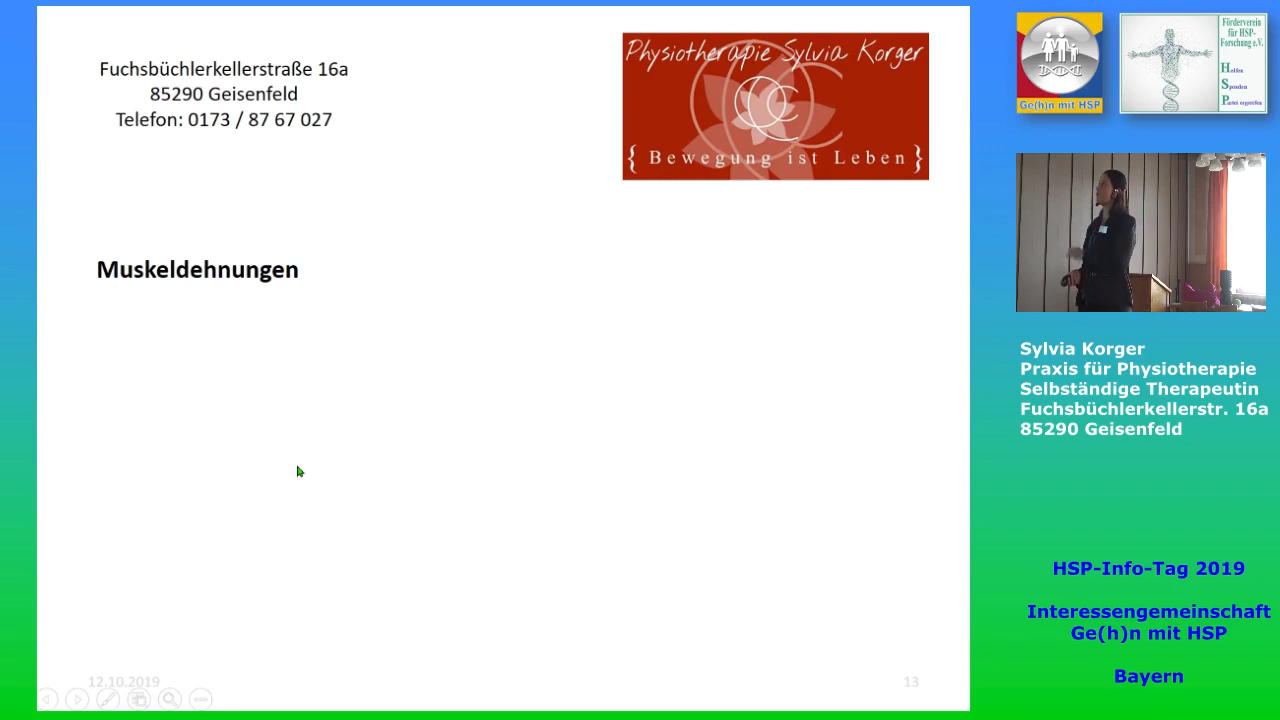 Fuchsbüchlerkellerstraße 16a
85290 Geisenfeld
Telefon: 0173 / 87 67 027
Physiotherapie Sylvia Korger
{ Bewegung ist Leben }
Muskeldehnungen
12.10.2019
13
Ge(h)n mit HSP
Förderverein
für HSP-
Forschung e.V.
Helfen
Spenden
Partei ergreifen
Sylvia Korger
Praxis für Physiotherapie
Selbständige Therapeutin
Fuchsbüchlerkellerstr. 16a
85290 Geisenfeld
HSP-Info-Tag 2019
Interessengemeinschaft
Ge(h)n mit HSP
Bayern